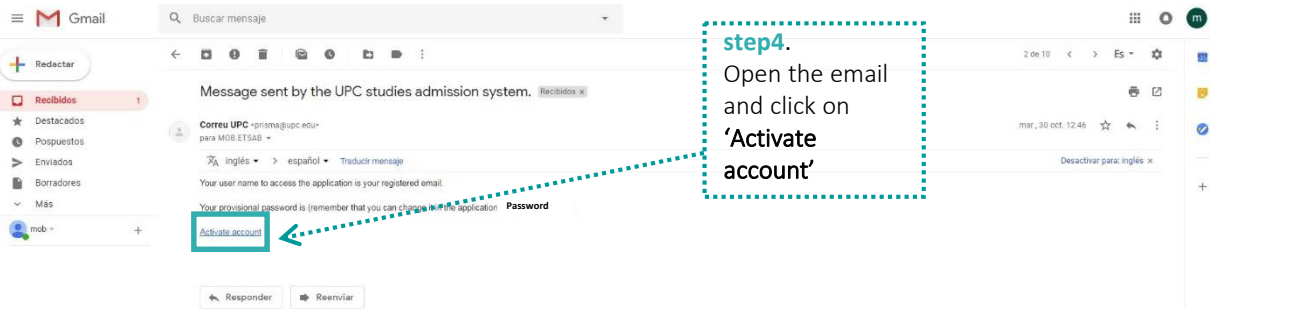 Gmail
Buscar mensaje
step4.
Open the email
and click on
‘Activate
account’
Redactar
2 de 10
Es
Recibidos 1
Destacados
Pospuestos
Enviados
Borradores
Más
mob
Message sent by the UPC studies admission system. Recibidos x
Correu UPC <prisma@upc.edu>
para MOB.ETSAB
mar., 30 oct. 12:46
inglés > español Traducir mensaje
Desactivar para: inglés x
Your user name to access the application is your registered email.
Your provisional password is (remember that you can change it in the application Password
Activate account
Responder
Reenviar
m